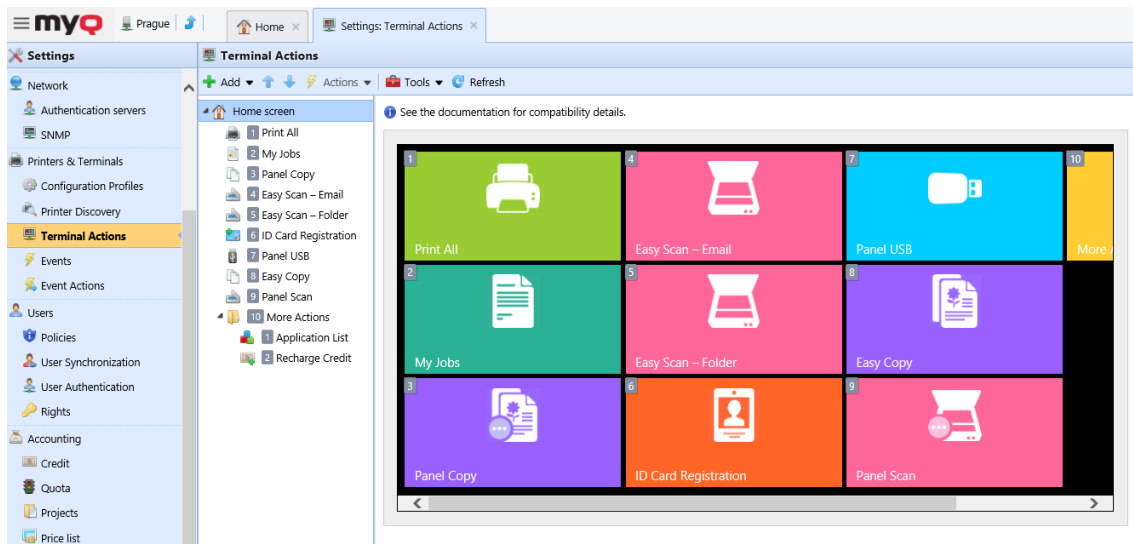 myQ
Prague
Home ×
Settings: Terminal Actions ×
Settings
Network
Authentication servers
SNMP
Printers & Terminals
Configuration Profiles
Printer Discovery
Terminal Actions
Events
Event Actions
Users
Policies
User Synchronization
User Authentication
Rights
Accounting
Credit
Quota
Projects
Price list
Terminal Actions
Add
Actions
Tools
Refresh
Home screen
1 Print All
2 My Jobs
3 Panel Copy
4 Easy Scan – Email
5 Easy Scan – Folder
6 ID Card Registration
7 Panel USB
8 Easy Copy
9 Panel Scan
10 More Actions
1 Application List
2 Recharge Credit
See the documentation for compatibility details.
1
Print All
4
Easy Scan – Email
7
Panel USB
10
More
2
My Jobs
5
Easy Scan – Folder
8
Easy Copy
3
Panel Copy
6
ID Card Registration
9
Panel Scan